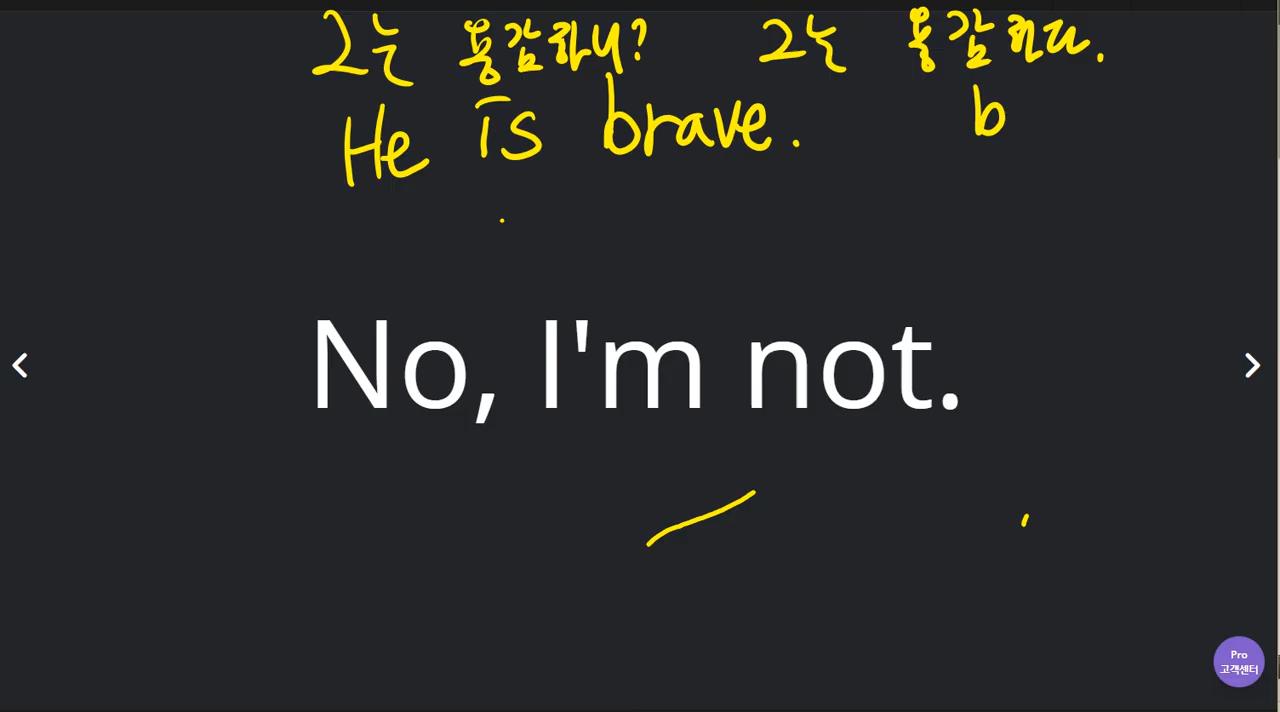 그는 용감하니? 그는 용감하다.
He is brave. b
No, I'm not.
Pro
고객센터